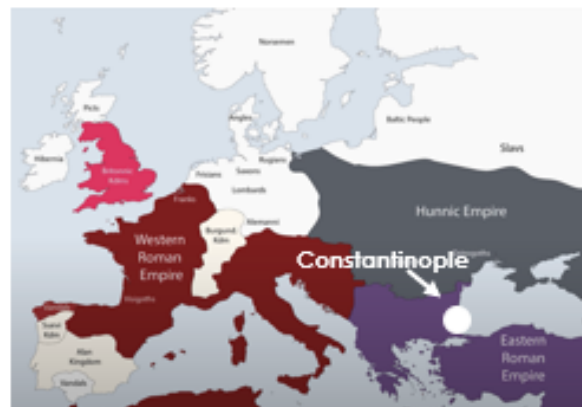 Norsemen
Picts
Angles
Baltic People
Hibernia
Britannic
Rugians
Slavs
Frisians
Saxons
Lombards
Franks
Hunnic Empire
Alemanni
Western
Roman
Empire
Burgund.
Kdm
Constantinople
Visigoths
Suevi
Kdm
Alan
Kingdom
Vandals
Eastern
Roman
Empire